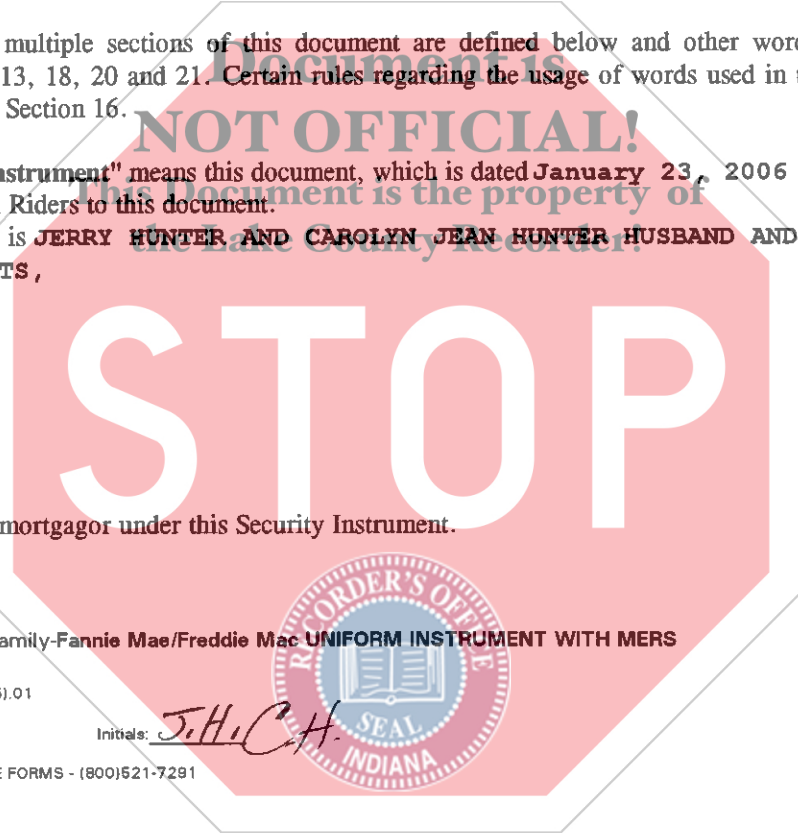 multiple sections of this document are defined below and other word
Document is
13, 18, 20 and 21. Certain rules regarding the usage of words used in t
Section 16.
NOT OFFICIAL!
nstrument" means this document, which is dated January 23, 2006
This Document is the property of
Riders to this document.
is JERRY HUNTER AND CAROLYN JEAN HUNTER HUSBAND AND
the Lake County Recorder!
TS,
STOP
mortgagor under this Security Instrument.
RECORDER'S OFFICE
amily-Fannie Mae/Freddie Mac UNIFORM INSTRUMENT WITH MERS
).01
Initials: J.H. C.H.
SEAL
INDIANA
E FORMS - (800)521-7291